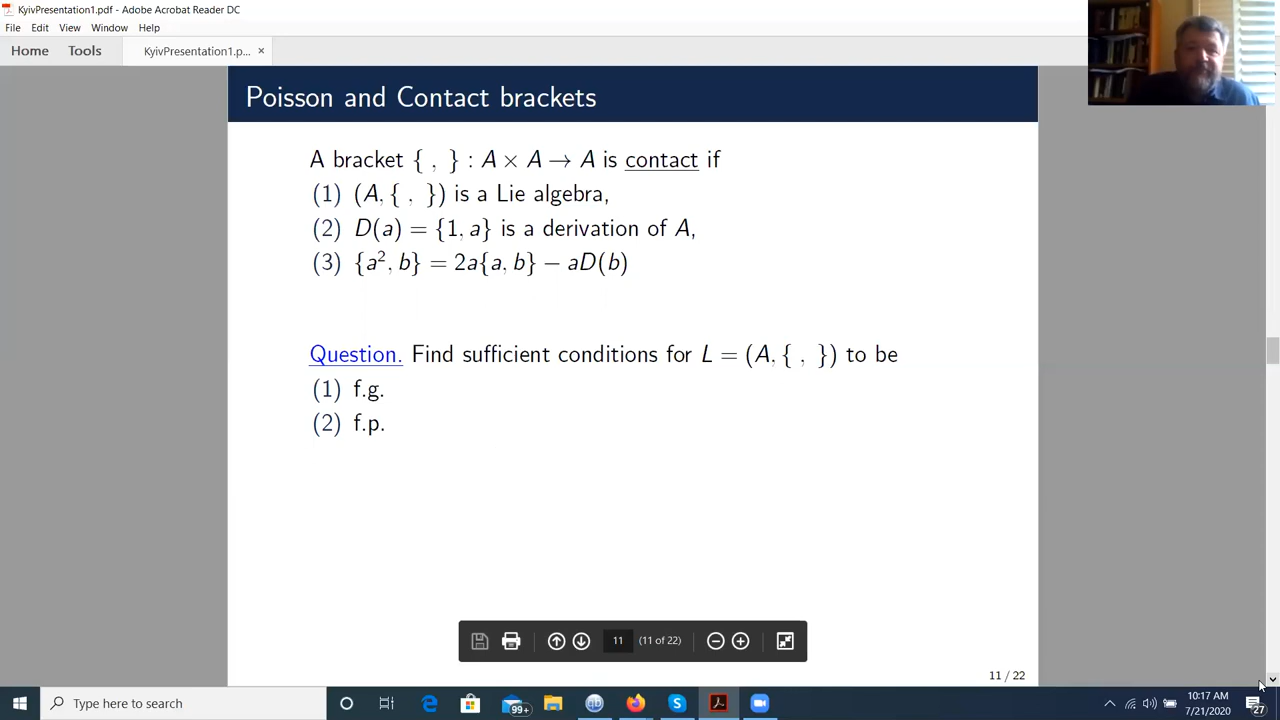 KyivPresentation1.pdf - Adobe Acrobat Reader DC
File Edit View Window Help
Home Tools KyivPresentation1.p... ×
Poisson and Contact brackets
A bracket { , } : A × A → A is contact if
(1) (A, { , }) is a Lie algebra,
(2) D(a) = {1, a} is a derivation of A,
(3) {a², b} = 2a{a, b} − aD(b)
Question. Find sufficient conditions for L = (A, { , }) to be
(1) f.g.
(2) f.p.
11 (11 of 22)
11 / 22
Type here to search
99+
10:17 AM
7/21/2020
27